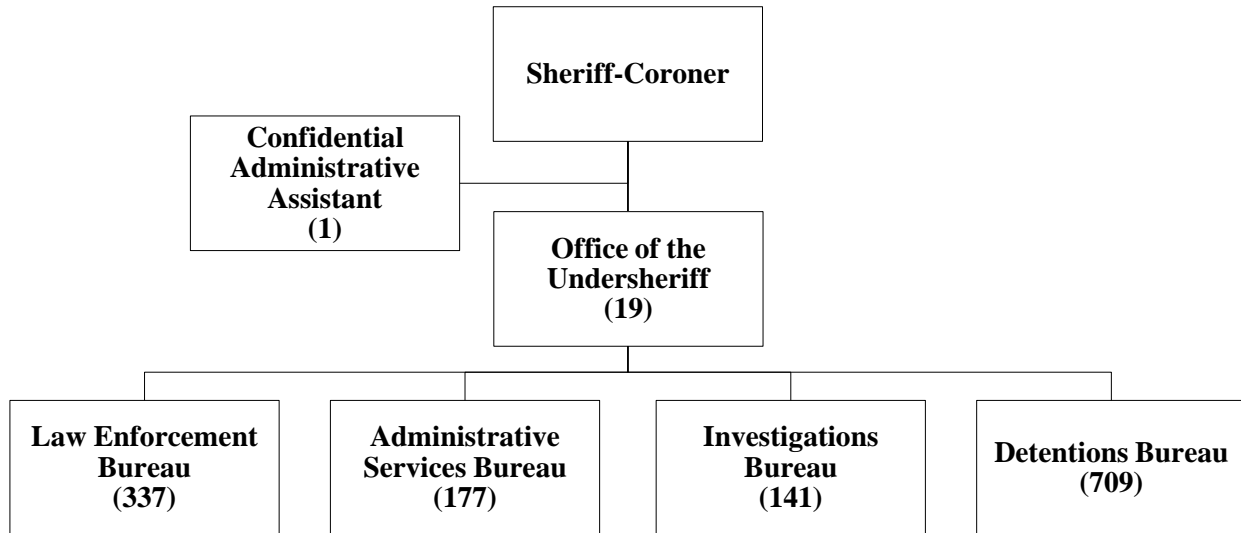 Sheriff-Coroner
Confidential
Administrative
Assistant
(1)
Office of the
Undersheriff
(19)
Law Enforcement
Bureau
(337)
Administrative
Services Bureau
(177)
Investigations
Bureau
(141)
Detentions Bureau
(709)